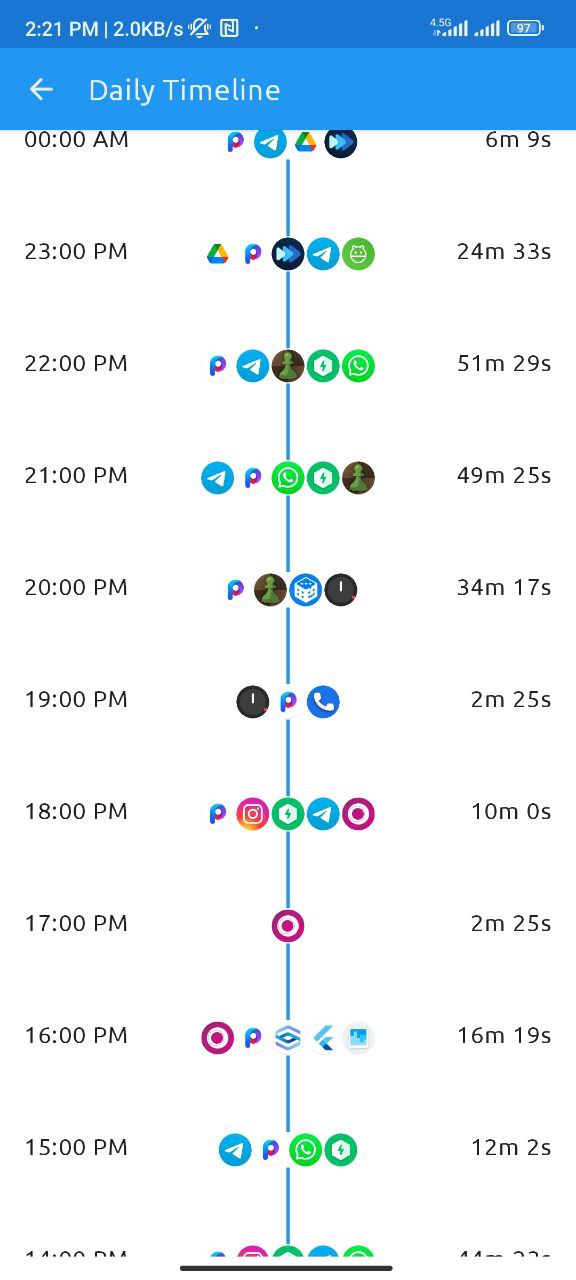 2:21 PM | 2.0KB/s
4.5G
97
Daily Timeline
00:00 AM 6m 9s
23:00 PM 24m 33s
22:00 PM 51m 29s
21:00 PM 49m 25s
20:00 PM 34m 17s
19:00 PM 2m 25s
18:00 PM 10m 0s
17:00 PM 2m 25s
16:00 PM 16m 19s
15:00 PM 12m 2s